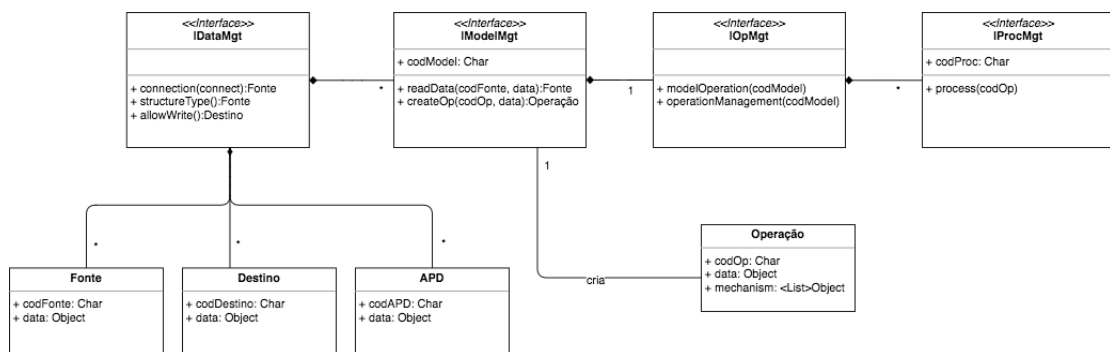 <<Interface>>
IDataMgt
+ connection(connect):Fonte
+ structureType():Fonte
+ allowWrite():Destino
*
<<Interface>>
IModelMgt
+ codModel: Char
+ readData(codFonte, data):Fonte
+ createOp(codOp, data):Operação
1
<<Interface>>
IOpMgt
+ modelOperation(codModel)
+ operationManagement(codModel)
*
<<Interface>>
IProcMgt
+ codProc: Char
+ process(codOp)
1
cria
*
*
*
Fonte
+ codFonte: Char
+ data: Object
Destino
+ codDestino: Char
+ data: Object
APD
+ codAPD: Char
+ data: Object
Operação
+ codOp: Char
+ data: Object
+ mechanism: <List>Object